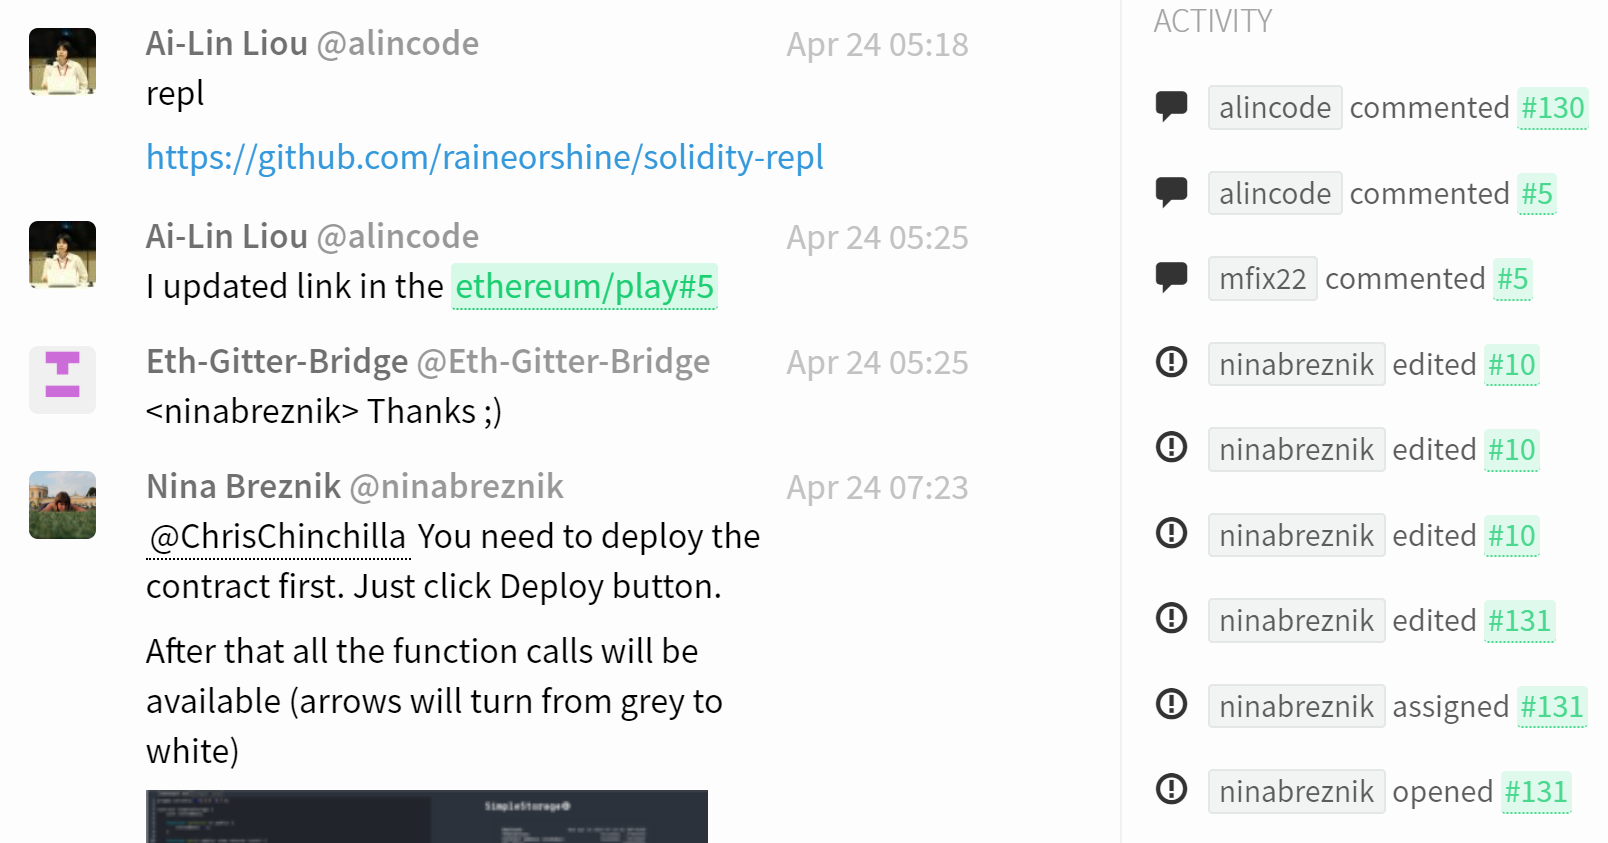 Ai-Lin Liou @alincode Apr 24 05:18
repl
https://github.com/raineorshine/solidity-repl
Ai-Lin Liou @alincode Apr 24 05:25
I updated link in the ethereum/play#5
Eth-Gitter-Bridge @Eth-Gitter-Bridge Apr 24 05:25
<ninabreznik> Thanks ;)
Nina Breznik @ninabreznik Apr 24 07:23
@ChrisChinchilla You need to deploy the
contract first. Just click Deploy button.
After that all the function calls will be
available (arrows will turn from grey to
white)
SimpleStorage
ACTIVITY
alincode commented #130
alincode commented #5
mfix22 commented #5
ninabreznik edited #10
ninabreznik edited #10
ninabreznik edited #10
ninabreznik edited #131
ninabreznik assigned #131
ninabreznik opened #131